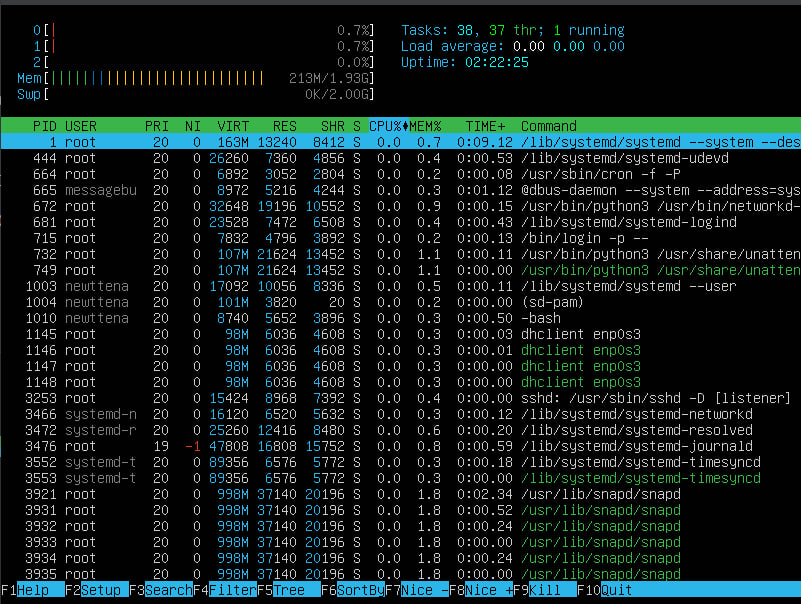 0[| 0.7%] Tasks: 38, 37 thr; 1 running
1[| 0.7%] Load average: 0.00 0.00 0.00
2[ 0.0%] Uptime: 02:22:25
Mem[|||||||||||||||||||||||||| 213M/1.93G]
Swp[ 0K/2.00G]
PID USER PRI NI VIRT RES SHR S CPU%♦MEM% TIME+ Command
1 root 20 0 163M 13240 8412 S 0.0 0.7 0:09.12 /lib/systemd/systemd --system --des
444 root 20 0 26260 7360 4856 S 0.0 0.4 0:00.53 /lib/systemd/systemd-udevd
664 root 20 0 6892 3052 2804 S 0.0 0.2 0:00.08 /usr/sbin/cron -f -P
665 messagebu 20 0 8972 5216 4244 S 0.0 0.3 0:01.12 @dbus-daemon --system --address=sys
672 root 20 0 32648 19196 10552 S 0.0 0.9 0:00.15 /usr/bin/python3 /usr/bin/networkd-
681 root 20 0 23528 7472 6508 S 0.0 0.4 0:00.43 /lib/systemd/systemd-logind
715 root 20 0 7832 4796 3892 S 0.0 0.2 0:00.13 /bin/login -p --
732 root 20 0 107M 21624 13452 S 0.0 1.1 0:00.11 /usr/bin/python3 /usr/share/unatten
749 root 20 0 107M 21624 13452 S 0.0 1.1 0:00.00 /usr/bin/python3 /usr/share/unatten
1003 newttena 20 0 17092 10056 8336 S 0.0 0.5 0:00.11 /lib/systemd/systemd --user
1004 newttena 20 0 101M 3820 20 S 0.0 0.2 0:00.00 (sd-pam)
1010 newttena 20 0 8740 5652 3896 S 0.0 0.3 0:00.50 -bash
1145 root 20 0 98M 6036 4608 S 0.0 0.3 0:00.03 dhclient enp0s3
1146 root 20 0 98M 6036 4608 S 0.0 0.3 0:00.01 dhclient enp0s3
1147 root 20 0 98M 6036 4608 S 0.0 0.3 0:00.00 dhclient enp0s3
1148 root 20 0 98M 6036 4608 S 0.0 0.3 0:00.00 dhclient enp0s3
3253 root 20 0 15424 8968 7392 S 0.0 0.4 0:00.00 sshd: /usr/sbin/sshd -D [listener]
3466 systemd-n 20 0 16120 6520 5632 S 0.0 0.3 0:00.12 /lib/systemd/systemd-networkd
3472 systemd-r 20 0 25260 12416 8480 S 0.0 0.6 0:00.20 /lib/systemd/systemd-resolved
3476 root 19 -1 47808 16808 15752 S 0.0 0.8 0:00.59 /lib/systemd/systemd-journald
3552 systemd-t 20 0 89356 6576 5772 S 0.0 0.3 0:00.18 /lib/systemd/systemd-timesyncd
3553 systemd-t 20 0 89356 6576 5772 S 0.0 0.3 0:00.00 /lib/systemd/systemd-timesyncd
3921 root 20 0 998M 37140 20196 S 0.0 1.8 0:02.34 /usr/lib/snapd/snapd
3931 root 20 0 998M 37140 20196 S 0.0 1.8 0:00.52 /usr/lib/snapd/snapd
3932 root 20 0 998M 37140 20196 S 0.0 1.8 0:00.24 /usr/lib/snapd/snapd
3933 root 20 0 998M 37140 20196 S 0.0 1.8 0:00.00 /usr/lib/snapd/snapd
3934 root 20 0 998M 37140 20196 S 0.0 1.8 0:00.24 /usr/lib/snapd/snapd
3935 root 20 0 998M 37140 20196 S 0.0 1.8 0:00.00 /usr/lib/snapd/snapd
F1Help F2Setup F3SearchF4FilterF5Tree F6SortByF7Nice -F8Nice +F9Kill F10Quit